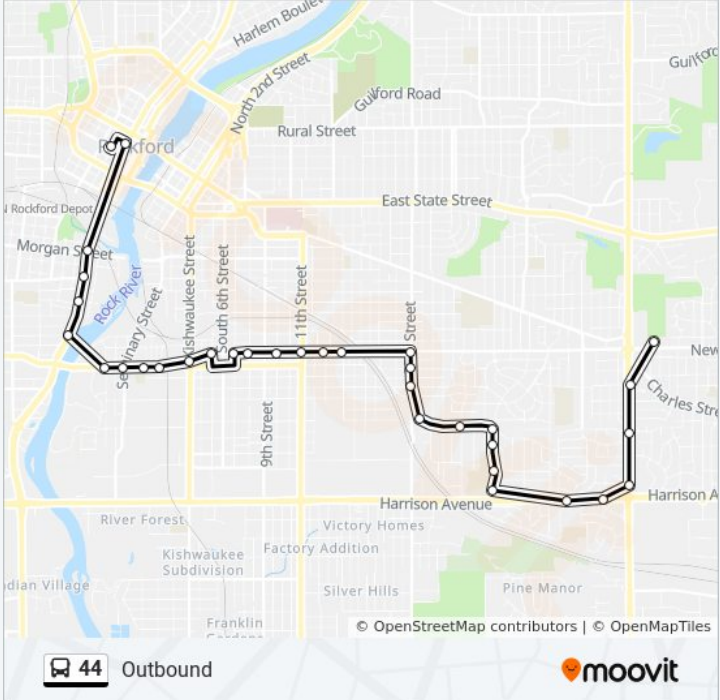 Harlem Boule
North 2nd Street
Guilford
Guilford Road
Rural Street
Rockford
East State Street
N Rockford Depot
Morgan Street
Rock River
Seminary Street
Kishwaukee Street
South 6th Street
11th Street
Street
New
Charles Stre
9th Street
Harrison Avenue
Harrison A
River Forest
Victory Homes
Kishwaukee
Subdivision
Factory Addition
ndian Village
Silver Hills
Pine Manor
Franklin
Gardens
© OpenStreetMap contributors | © OpenMapTiles
44 Outbound
moovit